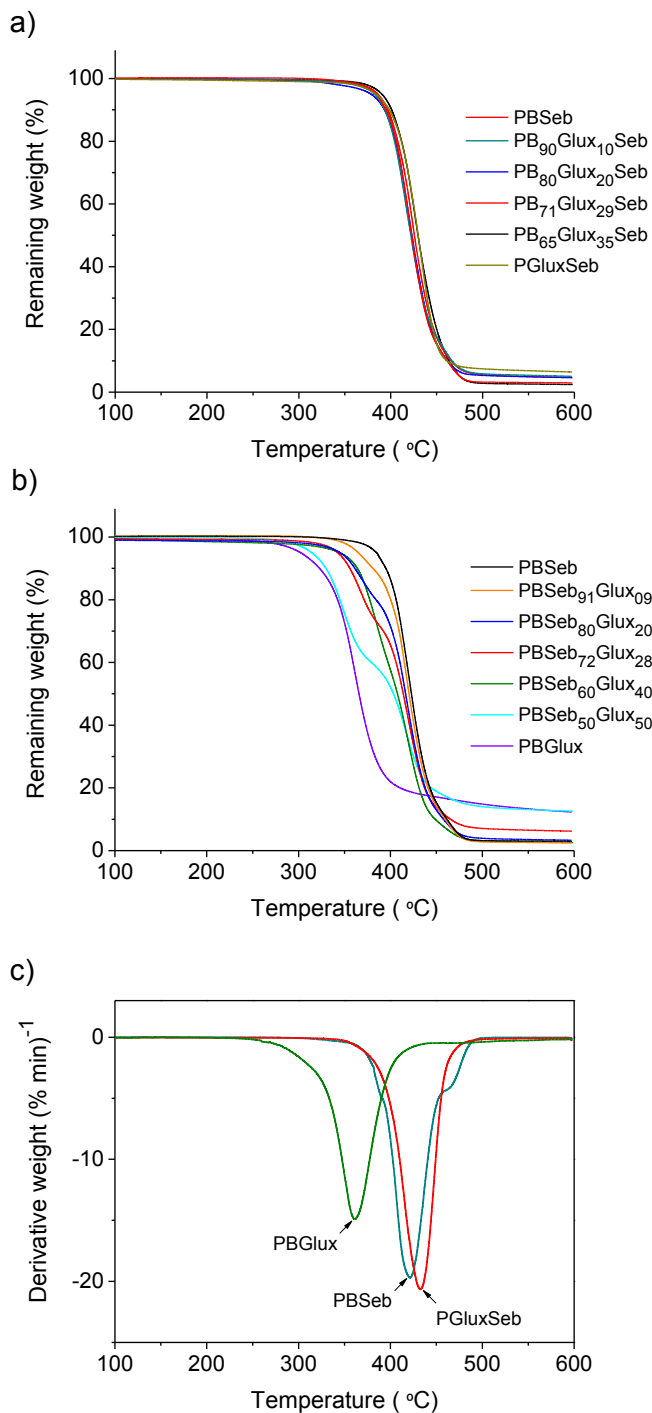 a)
Remaining weight (%)
100
80
60
40
20
0
PBSeb
PB₉₀Glux₁₀Seb
PB₈₀Glux₂₀Seb
PB₇₁Glux₂₉Seb
PB₆₅Glux₃₅Seb
PGluxSeb
100 200 300 400 500 600
Temperature ( ºC)
b)
Remaining weight (%)
100
80
60
40
20
0
PBSeb
PBSeb₉₁Glux₀₉
PBSeb₈₀Glux₂₀
PBSeb₇₂Glux₂₈
PBSeb₆₀Glux₄₀
PBSeb₅₀Glux₅₀
PBGlux
100 200 300 400 500 600
Temperature ( ºC)
c)
Derivative weight (% min)⁻¹
0
-10
-20
PBGlux
PBSeb
PGluxSeb
100 200 300 400 500 600
Temperature ( ºC)